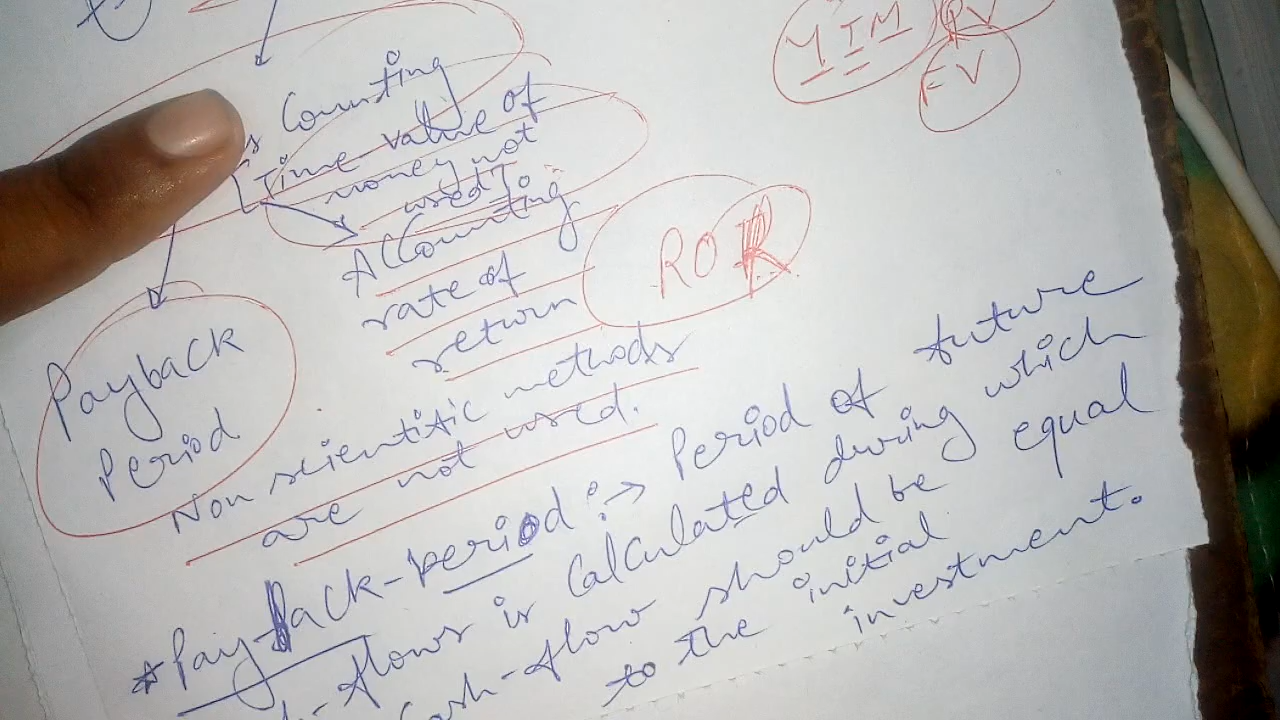 YIM PV
FV
Counting
Time value of
money not
used To
Accounting
rate of
return
ROR
Payback
Period
Non scientific methods
are not used.
*Pay-back-period :→ Period of future
flows is calculated during which
Cash-flow should be equal
to the initial
investment.